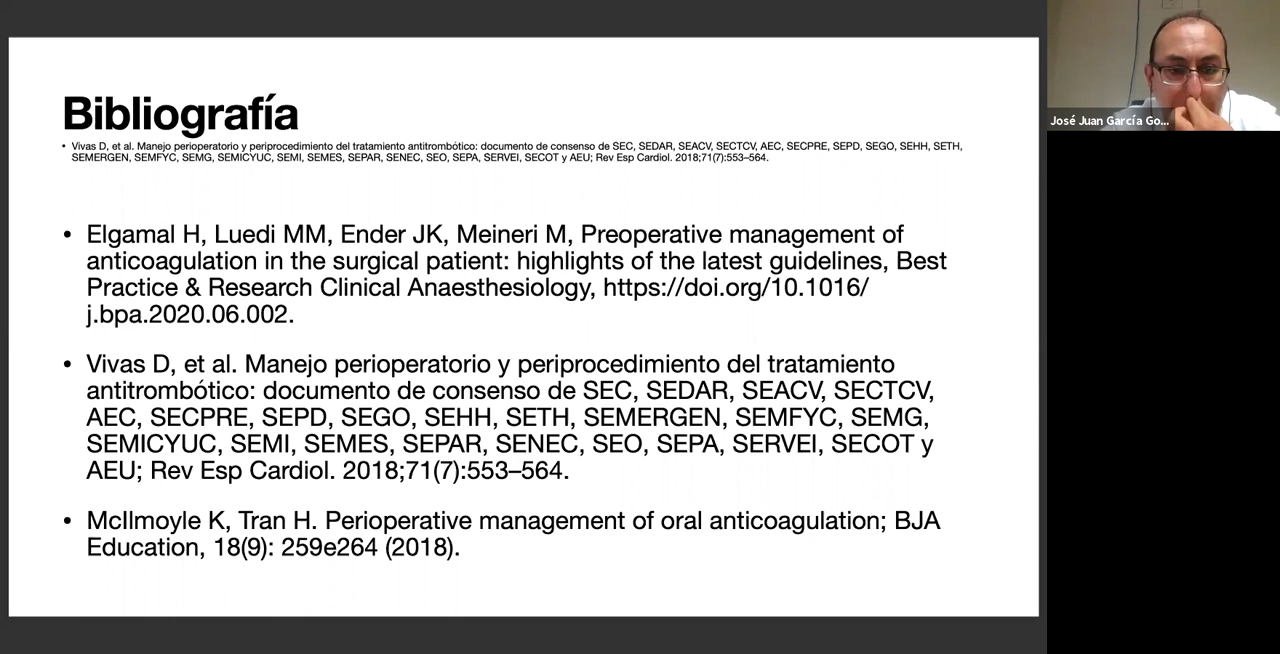 Bibliografía
• Vivas D, et al. Manejo perioperatorio y periprocedimiento del tratamiento antitrombótico: documento de consenso de SEC, SEDAR, SEACV, SECTCV, AEC, SECPRE, SEPD, SEGO, SEHH, SETH,
SEMERGEN, SEMFYC, SEMG, SEMICYUC, SEMI, SEMES, SEPAR, SENEC, SEO, SEPA, SERVEI, SECOT y AEU; Rev Esp Cardiol. 2018;71(7):553–564.
• Elgamal H, Luedi MM, Ender JK, Meineri M, Preoperative management of
anticoagulation in the surgical patient: highlights of the latest guidelines, Best
Practice & Research Clinical Anaesthesiology, https://doi.org/10.1016/
j.bpa.2020.06.002.
• Vivas D, et al. Manejo perioperatorio y periprocedimiento del tratamiento
antitrombótico: documento de consenso de SEC, SEDAR, SEACV, SECTCV,
AEC, SECPRE, SEPD, SEGO, SEHH, SETH, SEMERGEN, SEMFYC, SEMG,
SEMICYUC, SEMI, SEMES, SEPAR, SENEC, SEO, SEPA, SERVEI, SECOT y
AEU; Rev Esp Cardiol. 2018;71(7):553–564.
• McIlmoyle K, Tran H. Perioperative management of oral anticoagulation; BJA
Education, 18(9): 259e264 (2018).
José Juan García Go...